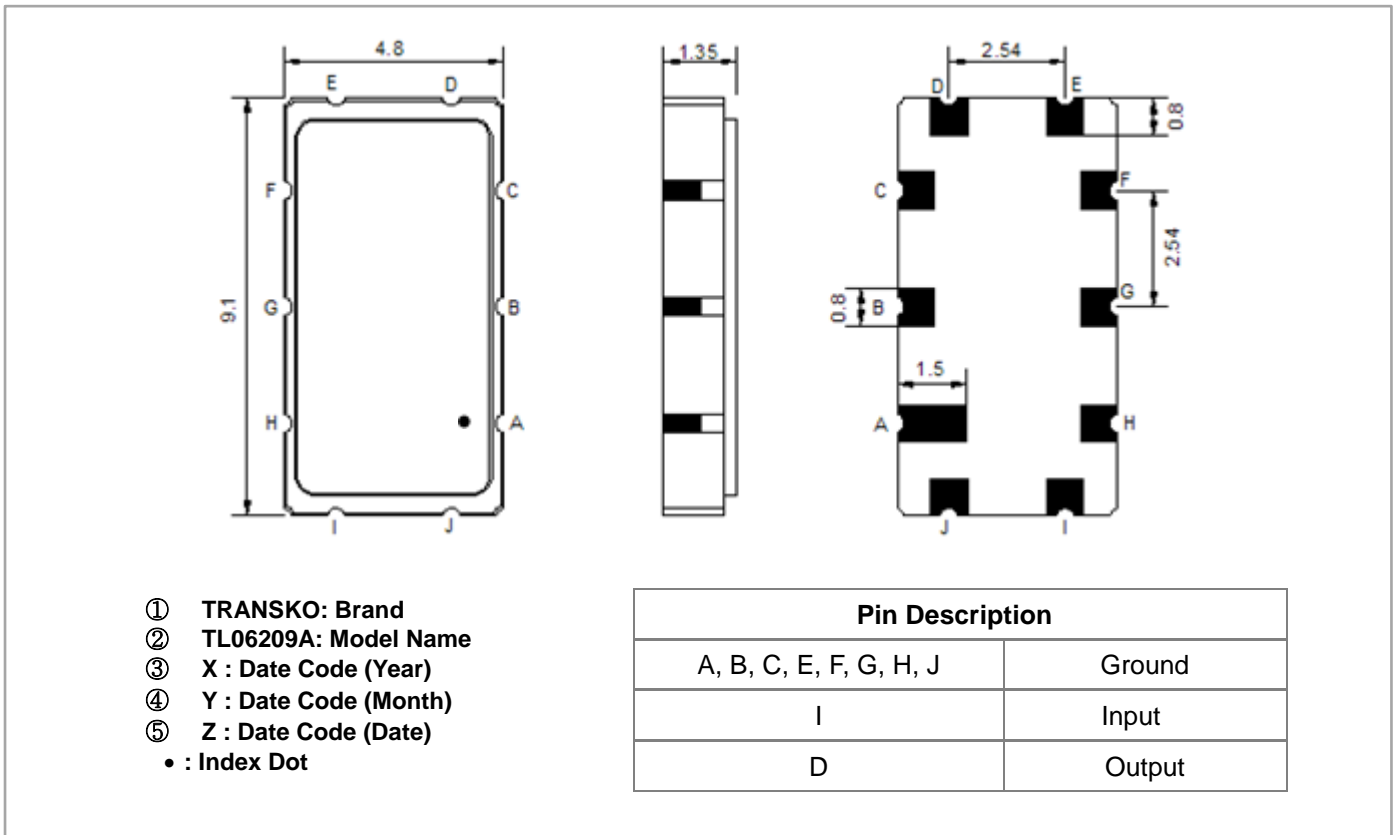 4.8
1.35
2.54
E
D
D
E
0.8
F
C
C
F
2.54
9.1
G
B
0.8
B
G
1.5
H
A
A
H
I
J
J
I
① TRANSKO: Brand
② TL06209A: Model Name
③ X : Date Code (Year)
④ Y : Date Code (Month)
⑤ Z : Date Code (Date)
• : Index Dot
Pin Description
A, B, C, E, F, G, H, J Ground
I Input
D Output